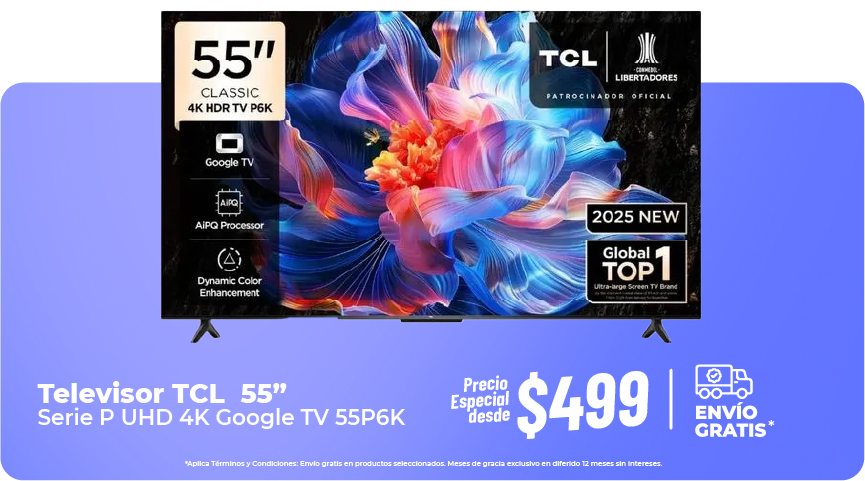 55"
CLASSIC
4K HDR TV P6K
Google TV
AiPQ
AiPQ Processor
Dynamic Color
Enhancement
TCL
CONMEBOL
LIBERTADORES
PATROCINADOR OFICIAL
2025 NEW
Global
TOP 1
Ultra-large Screen TV Brand
Televisor TCL 55”
Serie P UHD 4K Google TV 55P6K
Precio
Especial
desde
$499
ENVÍO
GRATIS*
*Aplica Términos y Condiciones: Envío gratis en productos seleccionados. Meses de gracia exclusivo en diferido 12 meses sin intereses.